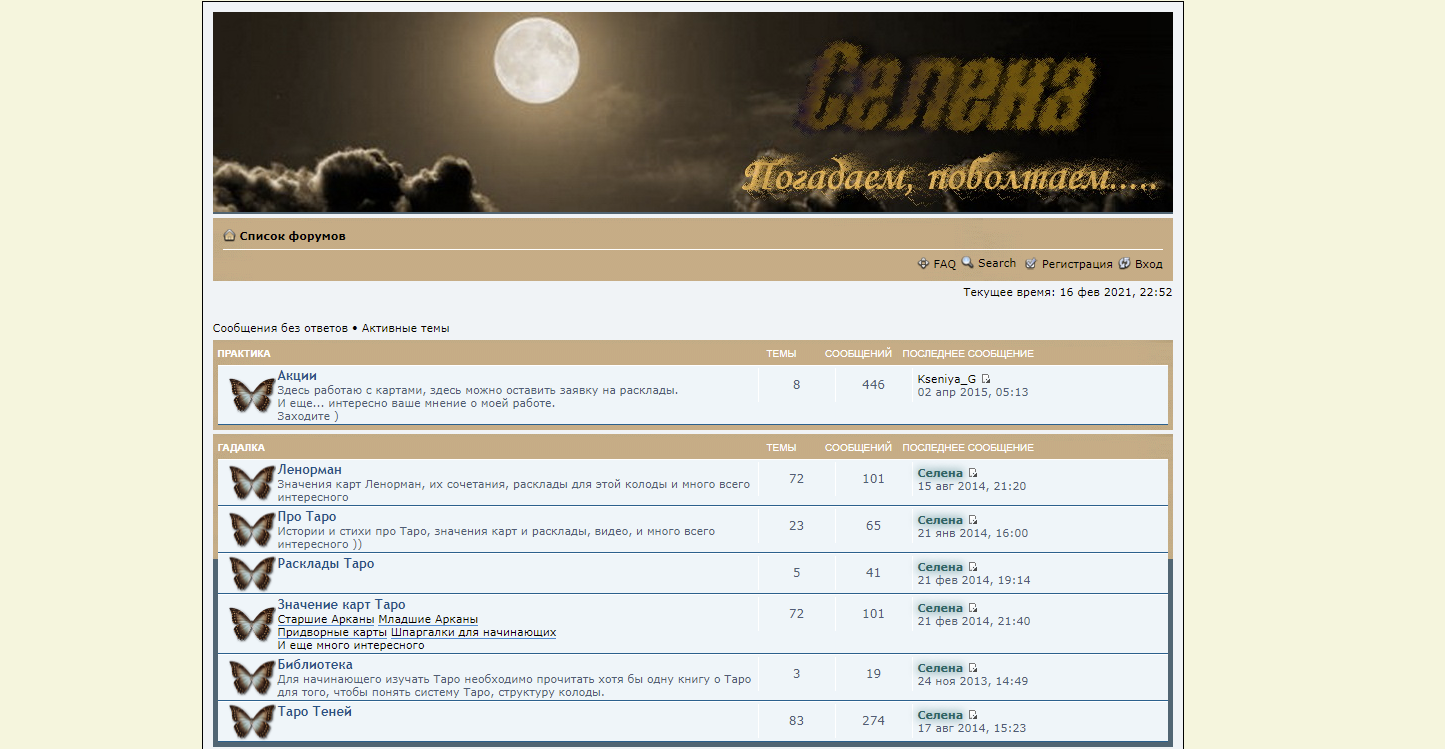 Селена
Погадаем, поболтаем.....
Список форумов
FAQ Search Регистрация Вход
Текущее время: 16 фев 2021, 22:52
Сообщения без ответов • Активные темы
ПРАКТИКА ТЕМЫ СООБЩЕНИЙ ПОСЛЕДНЕЕ СООБЩЕНИЕ
Акции
Здесь работаю с картами, здесь можно оставить заявку на расклады.
И еще... интересно ваше мнение о моей работе.
Заходите )
8 446 Kseniya_G
02 апр 2015, 05:13
ГАДАЛКА ТЕМЫ СООБЩЕНИЙ ПОСЛЕДНЕЕ СООБЩЕНИЕ
Ленорман
Значения карт Ленорман, их сочетания, расклады для этой колоды и много всего
интересного
72 101 Селена
15 авг 2014, 21:20
Про Таро
Истории и стихи про Таро, значения карт и расклады, видео, и много всего
интересного ))
23 65 Селена
21 янв 2014, 16:00
Расклады Таро
5 41 Селена
21 фев 2014, 19:14
Значение карт Таро
Старшие Арканы Младшие Арканы
Придворные карты Шпаргалки для начинающих
И еще много интересного
72 101 Селена
21 фев 2014, 21:40
Библиотека
Для начинающего изучать Таро необходимо прочитать хотя бы одну книгу о Таро
для того, чтобы понять систему Таро, структуру колоды.
3 19 Селена
24 ноя 2013, 14:49
Таро Теней
83 274 Селена
17 авг 2014, 15:23